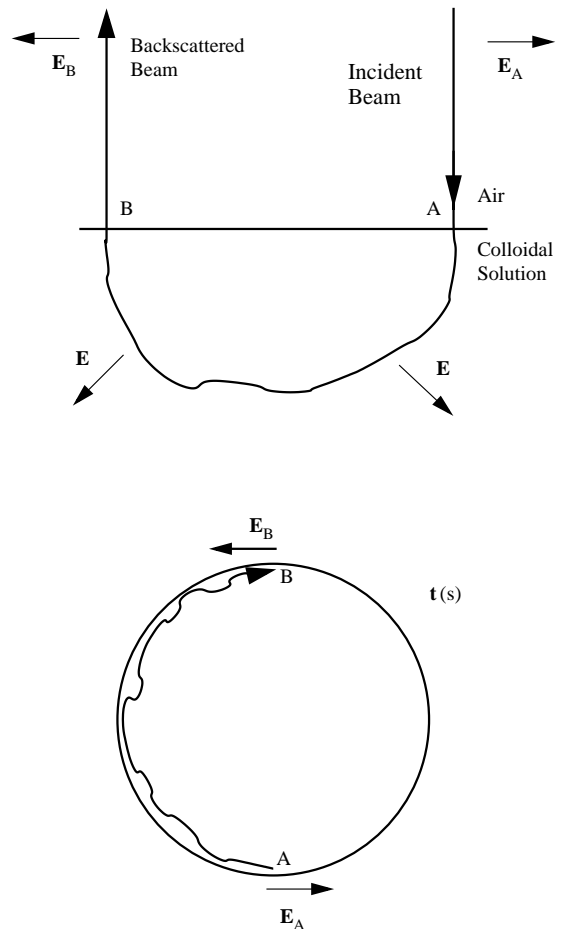 Backscattered
Beam
E_B
Incident
Beam
E_A
B
A
Air
Colloidal
Solution
E
E
E_B
B
t(s)
A
E_A